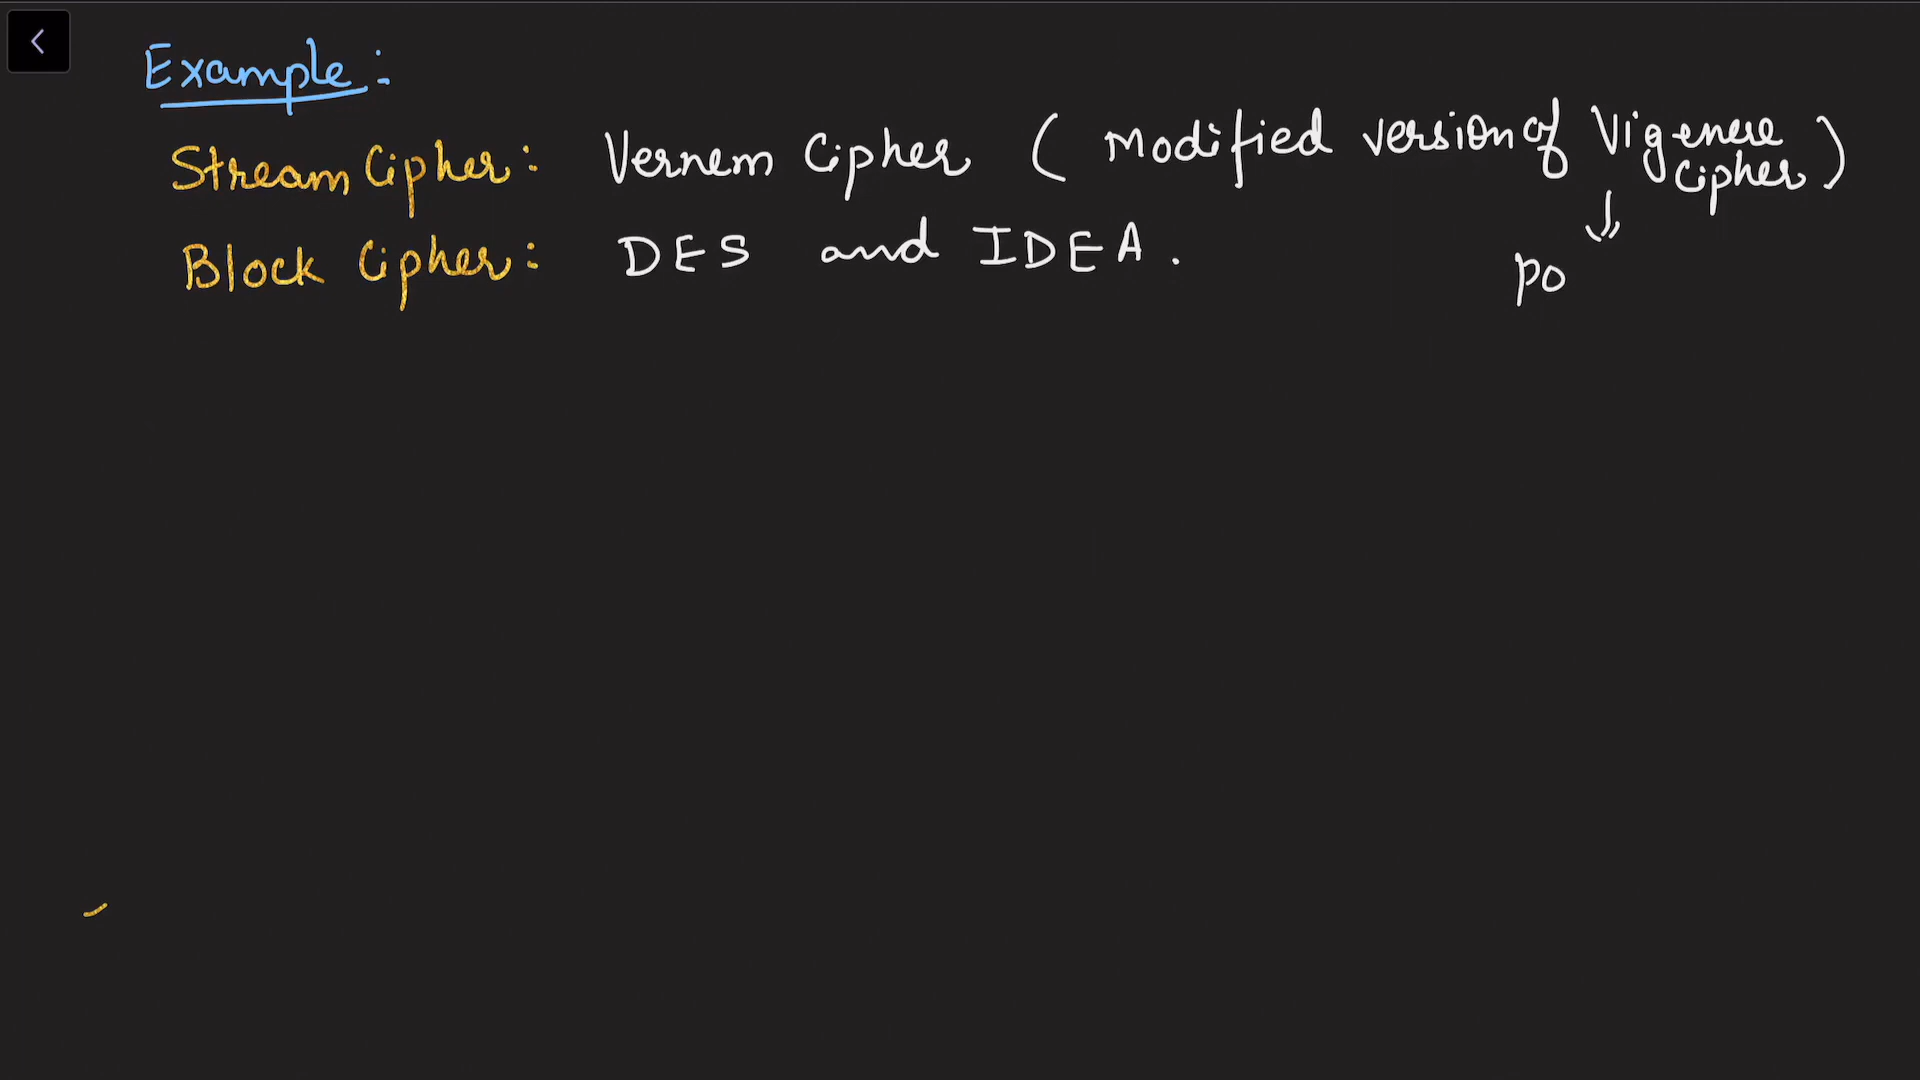 Example:
Stream Cipher: Vernem Cipher ( Modified version of Vigenere Cipher )
Block Cipher: DES and IDEA.
po